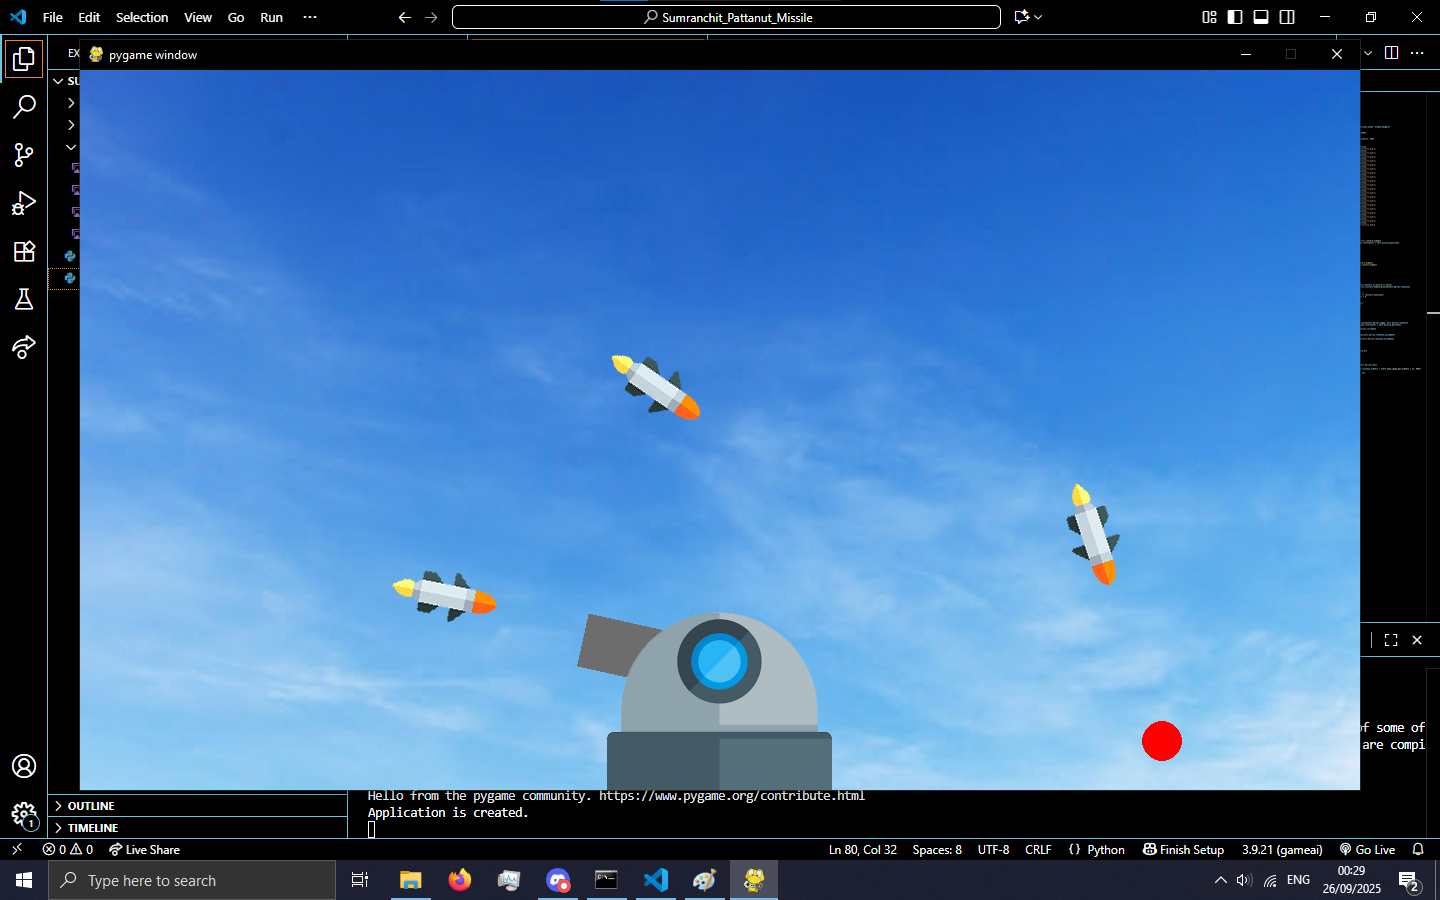 File Edit Selection View Go Run ···
Sumranchit_Pattanut_Missile
EX
pygame window
SU
of some of
are compi
OUTLINE
TIMELINE
Hello from the pygame community. https://www.pygame.org/contribute.html
Application is created.
1
0 0 Live Share
Ln 80, Col 32 Spaces: 8 UTF-8 CRLF {} Python Finish Setup 3.9.21 (gameai) Go Live
Type here to search
ENG
00:29
26/09/2025
2